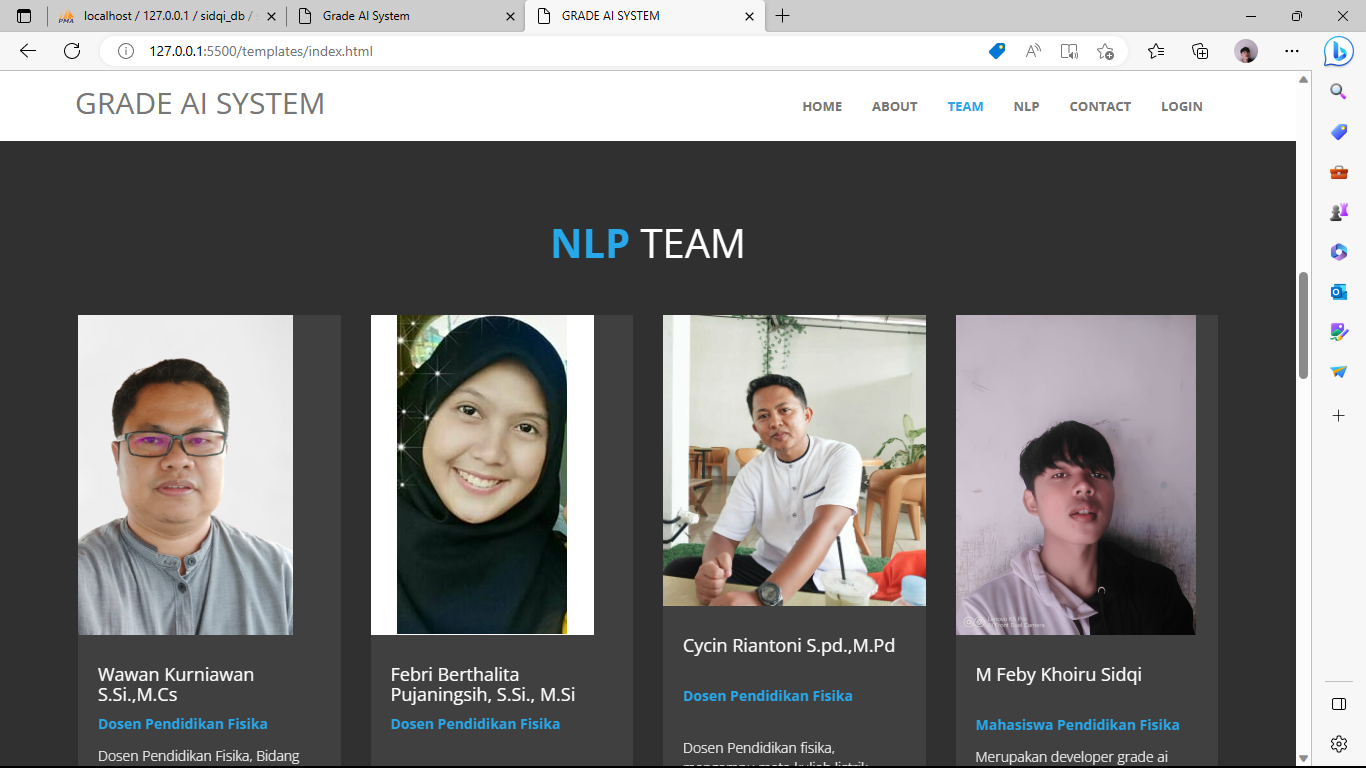 localhost / 127.0.0.1 / sidqi_db /
Grade AI System
GRADE AI SYSTEM
127.0.0.1:5500/templates/index.html
GRADE AI SYSTEM
HOME
ABOUT
TEAM
NLP
CONTACT
LOGIN
NLP TEAM
Wawan Kurniawan
S.Si.,M.Cs
Dosen Pendidikan Fisika
Dosen Pendidikan Fisika, Bidang
Febri Berthalita
Pujaningsih, S.Si., M.Si
Dosen Pendidikan Fisika
Cycin Riantoni S.pd.,M.Pd
Dosen Pendidikan Fisika
Dosen Pendidikan fisika,
M Feby Khoiru Sidqi
Mahasiswa Pendidikan Fisika
Merupakan developer grade ai